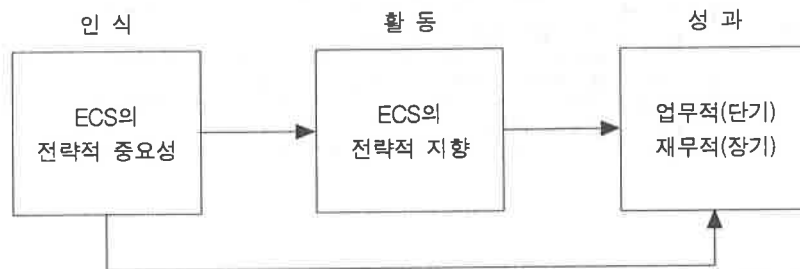 인 식
활 동
성 과
ECS의
전략적 중요성
ECS의
전략적 지향
업무적(단기)
재무적(장기)